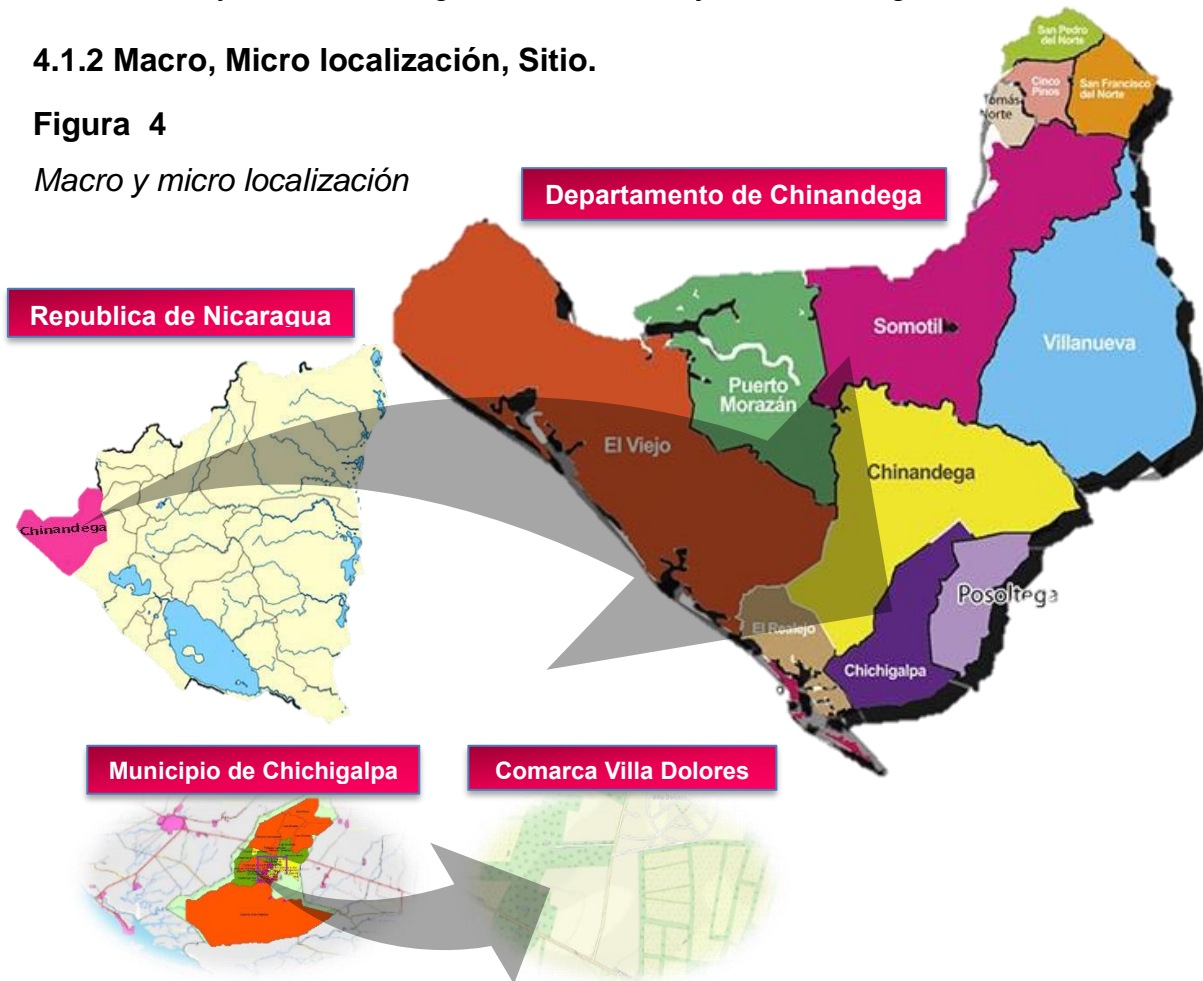 4.1.2 Macro, Micro localización, Sitio.
Figura 4
Macro y micro localización
Departamento de Chinandega
Republica de Nicaragua
Chinandega
San Pedro
del Norte
Cinco
Pinos
San Francisco
del Norte
Tomás
Norte
Somotil
Villanueva
Puerto
Morazán
El Viejo
Chinandega
Posoltega
El Realejo
Chichigalpa
Municipio de Chichigalpa
Comarca Villa Dolores